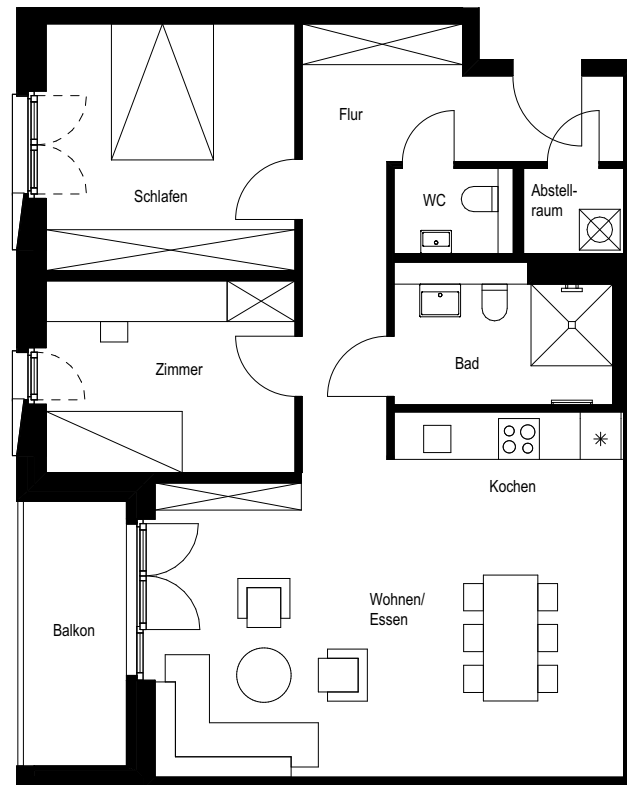 Flur
Schlafen
WC
Abstell-
raum
Zimmer
Bad
Kochen
Wohnen/
Essen
Balkon